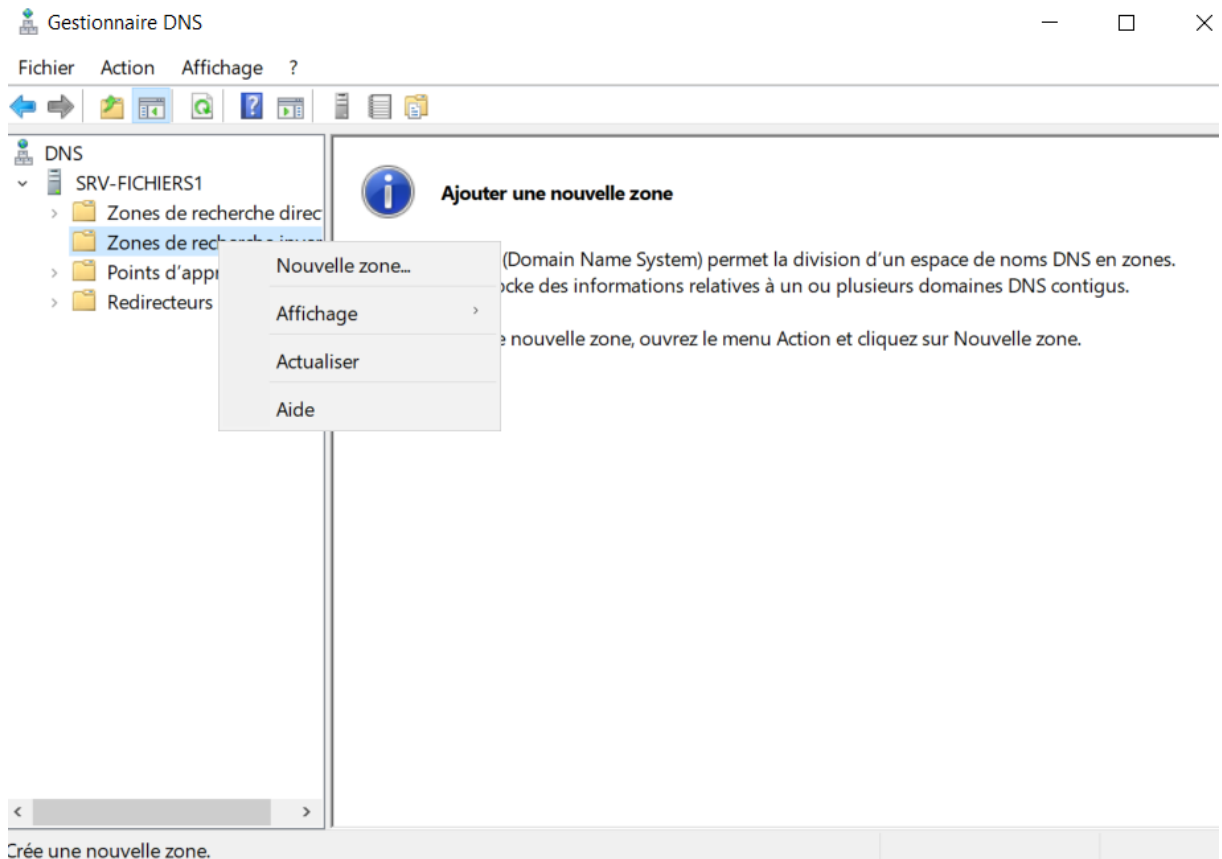 Gestionnaire DNS
Fichier Action Affichage ?
DNS
SRV-FICHIERS1
Zones de recherche direc
Zones de
Points d'app
Redirecteurs
Nouvelle zone...
Affichage
Actualiser
Aide
Ajouter une nouvelle zone
(Domain Name System) permet la division d'un espace de noms DNS en zones.
ocke des informations relatives à un ou plusieurs domaines DNS contigus.
e nouvelle zone, ouvrez le menu Action et cliquez sur Nouvelle zone.
Crée une nouvelle zone.